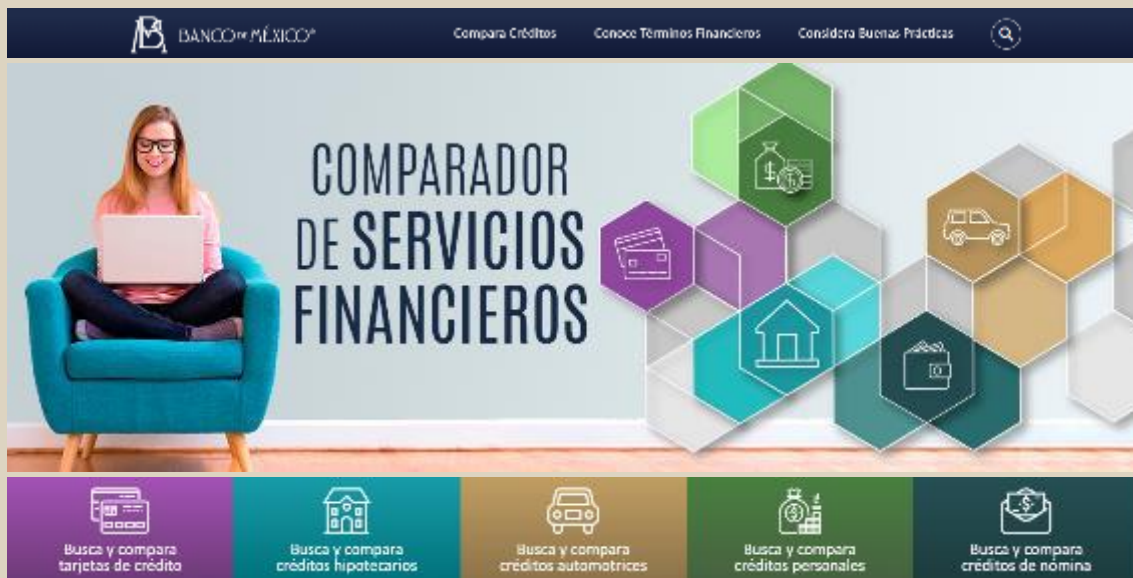 BANCO DE MÉXICO®
Compara Créditos
Conoce Términos Financieros
Considera Buenas Prácticas
COMPARADOR
DE SERVICIOS
FINANCIEROS
Busca y compara
tarjetas de crédito
Busca y compara
créditos hipotecarios
Busca y compara
créditos automotrices
Busca y compara
créditos personales
Busca y compara
créditos de nómina